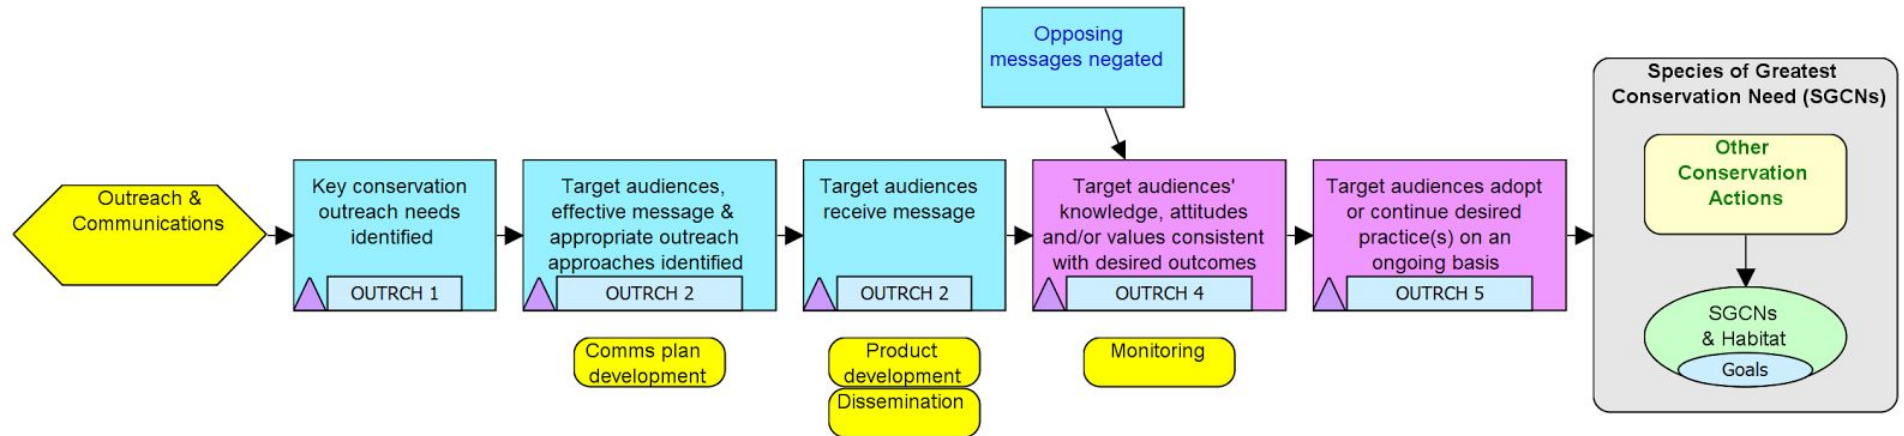 Opposing
messages negated
Outreach &
Communications
Key conservation
outreach needs
identified
OUTRCH 1
Target audiences,
effective message &
appropriate outreach
approaches identified
OUTRCH 2
Comms plan
development
Target audiences
receive message
OUTRCH 2
Product
development
Dissemination
Target audiences'
knowledge, attitudes
and/or values consistent
with desired outcomes
OUTRCH 4
Monitoring
Target audiences adopt
or continue desired
practice(s) on an
ongoing basis
OUTRCH 5
Species of Greatest
Conservation Need (SGCNs)
Other
Conservation
Actions
SGCNs
& Habitat
Goals